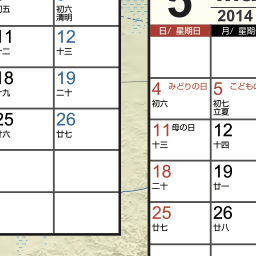 初五 初六
清明
11 12
十二 十三
18 19
十九 二十
25 26
廿六 廿七
5
2014
日/ 星期日 月/ 星期
4 みどりの日 5 こども
初六 初七
立夏
11 母の日 12
十三 十四
18 19
二十 廿一
25 26
廿七 廿八